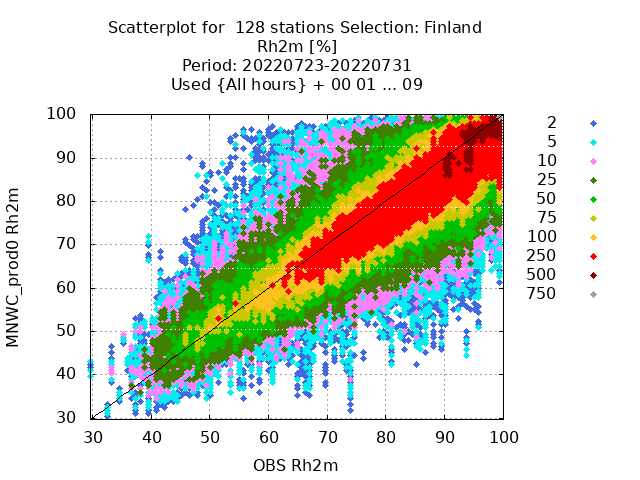 Scatterplot for  128 stations Selection: Finland
Rh2m [%]
Period: 20220723-20220731
Used {All hours} + 00 01 ... 09
100
90
80
70
60
50
40
30
30 40 50 60 70 80 90 100
MNWC_prod0 Rh2m
OBS Rh2m
2
5
10
25
50
75
100
250
500
750